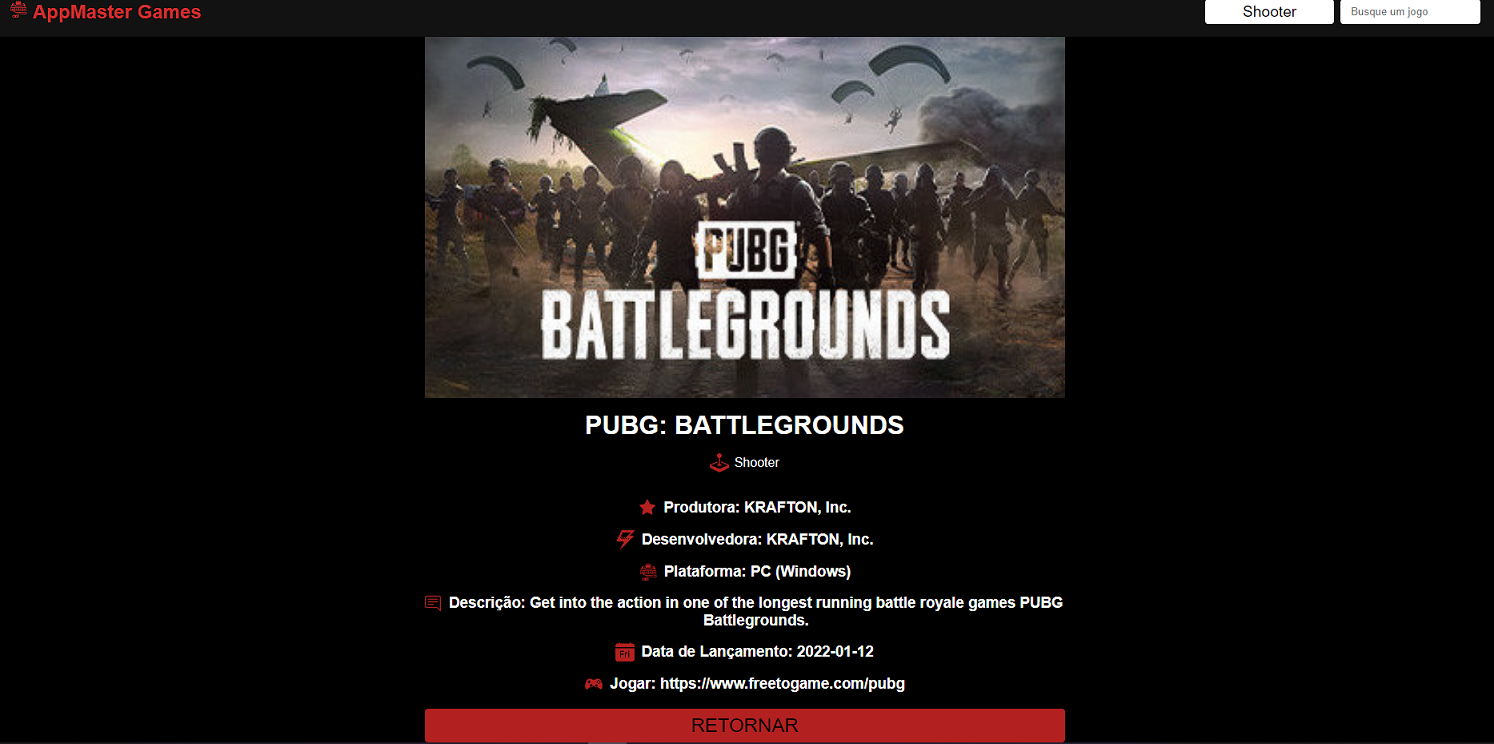 AppMaster Games
Shooter
Busque um jogo
PUBG
BATTLEGROUNDS
PUBG: BATTLEGROUNDS
Shooter
Produtora: KRAFTON, Inc.
Desenvolvedora: KRAFTON, Inc.
Plataforma: PC (Windows)
Descrição: Get into the action in one of the longest running battle royale games PUBG
Battlegrounds.
Fri
Data de Lançamento: 2022-01-12
Jogar: https://www.freetogame.com/pubg
RETORNAR